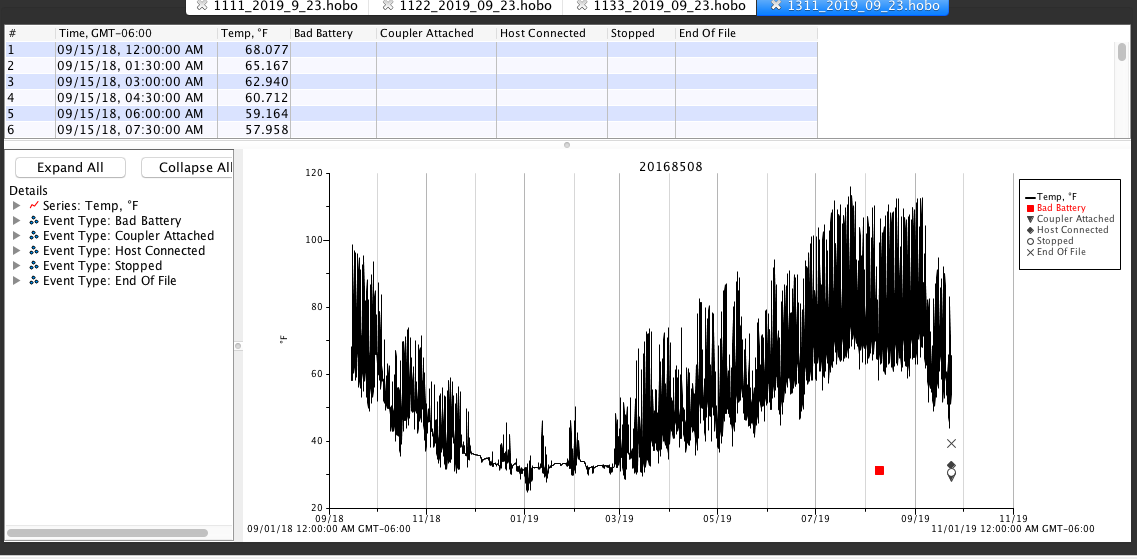 1111_2019_9_23.hobo 1122_2019_09_23.hobo 1133_2019_09_23.hobo 1311_2019_09_23.hobo
# Time, GMT-06:00 Temp, °F Bad Battery Coupler Attached Host Connected Stopped End Of File
1 09/15/18, 12:00:00 AM 68.077
2 09/15/18, 01:30:00 AM 65.167
3 09/15/18, 03:00:00 AM 62.940
4 09/15/18, 04:30:00 AM 60.712
5 09/15/18, 06:00:00 AM 59.164
6 09/15/18, 07:30:00 AM 57.958
Expand All Collapse All
Details
Series: Temp, °F
Event Type: Bad Battery
Event Type: Coupler Attached
Event Type: Host Connected
Event Type: Stopped
Event Type: End Of File
20168508
120
100
80
60
40
20
°F
09/18 11/18 01/19 03/19 05/19 07/19 09/19 11/19
09/01/18 12:00:00 AM GMT-06:00 11/01/19 12:00:00 AM GMT-06:00
Temp, °F
Bad Battery
Coupler Attached
Host Connected
Stopped
End Of File